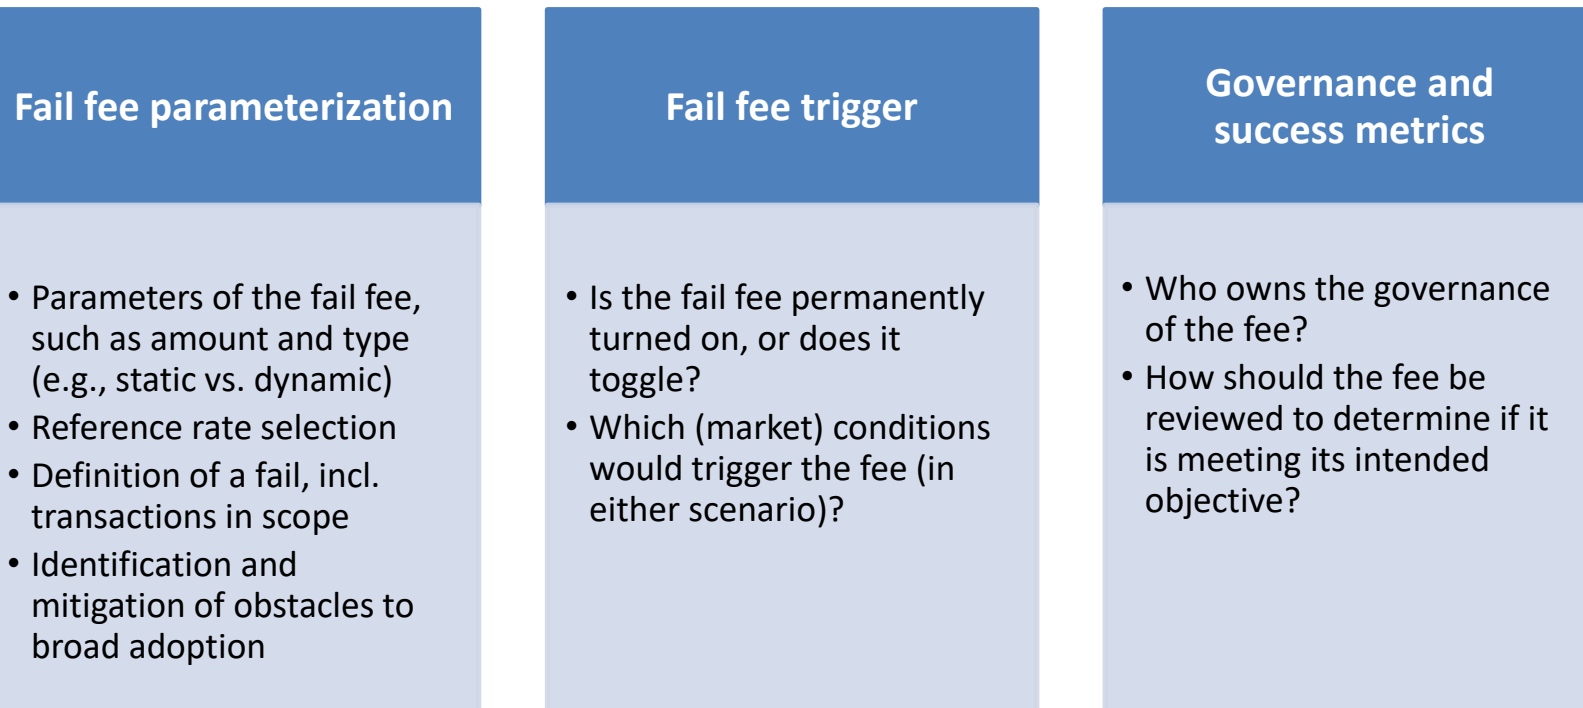 Fail fee parameterization
• Parameters of the fail fee,
such as amount and type
(e.g., static vs. dynamic)
• Reference rate selection
• Definition of a fail, incl.
transactions in scope
• Identification and
mitigation of obstacles to
broad adoption
Fail fee trigger
• Is the fail fee permanently
turned on, or does it
toggle?
• Which (market) conditions
would trigger the fee (in
either scenario)?
Governance and
success metrics
• Who owns the governance
of the fee?
• How should the fee be
reviewed to determine if it
is meeting its intended
objective?